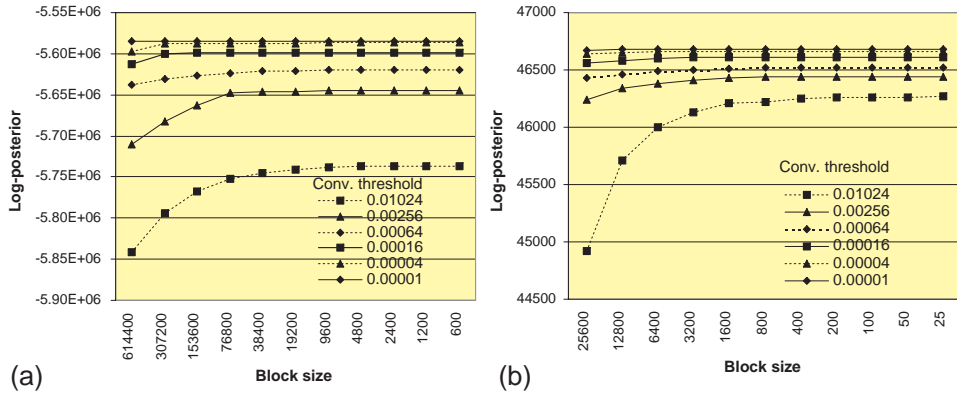 -5.55E+06
-5.60E+06
-5.65E+06
-5.70E+06
-5.75E+06
-5.80E+06
-5.85E+06
-5.90E+06
Log-posterior
Conv. threshold
0.01024
0.00256
0.00064
0.00016
0.00004
0.00001
614400
307200
153600
76800
38400
19200
9600
4800
2400
1200
600
Block size
(a)
47000
46500
46000
45500
45000
44500
Log-posterior
Conv. threshold
0.01024
0.00256
0.00064
0.00016
0.00004
0.00001
25600
12800
6400
3200
1600
800
400
200
100
50
25
Block size
(b)